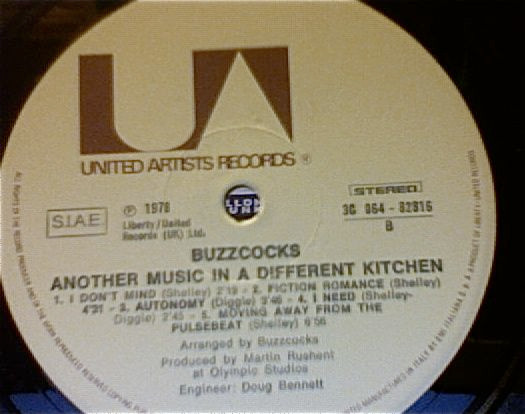 UA
UNITED ARTISTS RECORDS ®
S.I.A.E.
Ⓟ 1978
Liberty/United
Records (UK) Ltd.
STEREO
3C 064 - 82816
B
BUZZCOCKS
ANOTHER MUSIC IN A DIFFERENT KITCHEN
1. I DON'T MIND (Shelley) 2'18 - 2. FICTION ROMANCE (Shelley)
4'21 - 3. AUTONOMY (Diggle) 3'46 - 4. I NEED (Shelley-
Diggle) 2'45 - 5. MOVING AWAY FROM THE
PULSEBEAT (Shelley) 6'56
Arranged by Buzzcocks
Produced by Martin Rushent
at Olympic Studios
Engineer: Doug Bennett